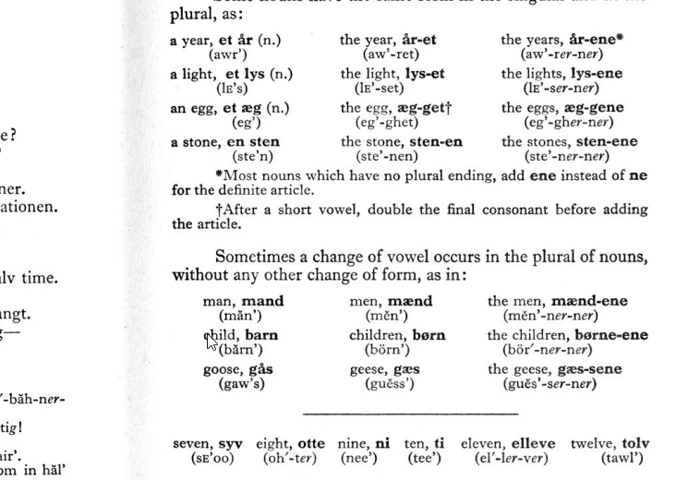 plural, as:
a year, et år (n.) the year, år-et the years, år-ene*
(awr') (aw'-ret) (aw'-rer-ner)
a light, et lys (n.) the light, lys-et the lights, lys-ene
(lE's) (lE'-set) (lE'-ser-ner)
an egg, et æg (n.) the egg, æg-get† the eggs, æg-gene
(eg') (eg'-ghet) (eg'-gher-ner)
a stone, en sten the stone, sten-en the stones, sten-ene
(ste'n) (ste'-nen) (ste'-ner-ner)
*Most nouns which have no plural ending, add ene instead of ne
for the definite article.
†After a short vowel, double the final consonant before adding
the article.
Sometimes a change of vowel occurs in the plural of nouns,
without any other change of form, as in:
man, mand men, mænd the men, mænd-ene
(măn') (mĕn') (mĕn'-ner-ner)
child, barn children, børn the children, børne-ene
(bărn') (börn') (bör'-ner-ner)
goose, gås geese, gæs the geese, gæs-sene
(gaw's) (guĕss') (guĕs'-ser-ner)
seven, syv eight, otte nine, ni ten, ti eleven, elleve twelve, tolv
(sE'oo) (oh'-ter) (nee') (tee') (el'-ler-ver) (tawl')
e?
ner.
ationen.
lv time.
angt.
'-băh-ner-
tig!
air'.
om in hăl'